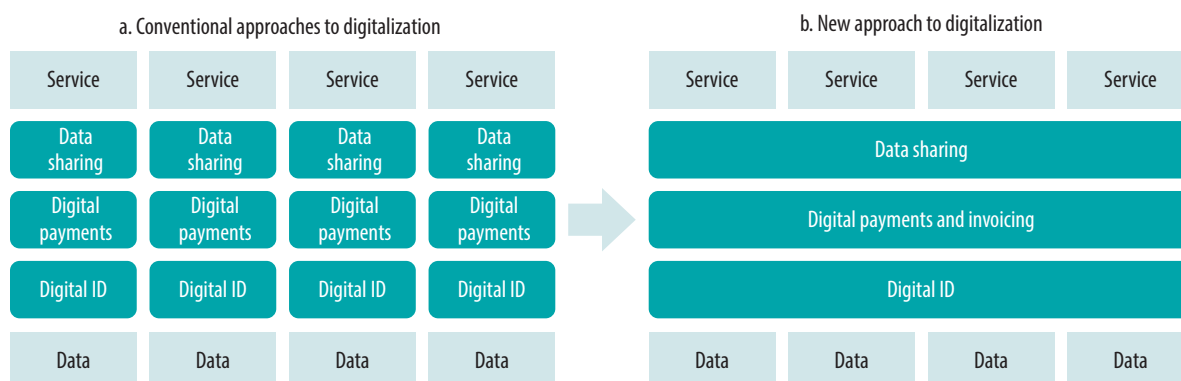 a. Conventional approaches to digitalization
Service
Service
Service
Service
Data
sharing
Data
sharing
Data
sharing
Data
sharing
Digital
payments
Digital
payments
Digital
payments
Digital
payments
Digital ID
Digital ID
Digital ID
Digital ID
Data
Data
Data
Data
b. New approach to digitalization
Service
Service
Service
Service
Data sharing
Digital payments and invoicing
Digital ID
Data
Data
Data
Data